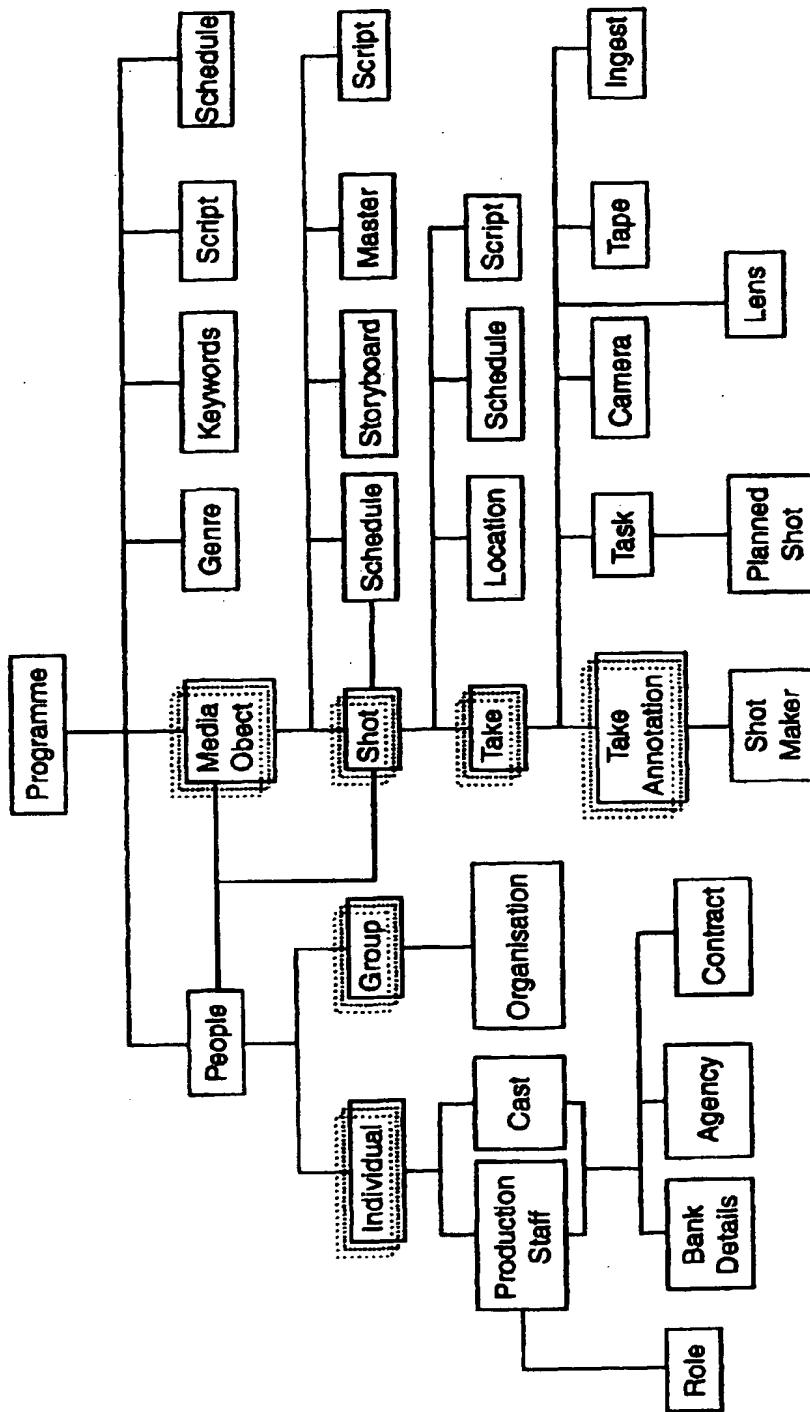 Programme
People
Media
Obect
Genre
Keywords
Script
Schedule
Individual
Group
Shot
Schedule
Storyboard
Master
Script
Production
Staff
Cast
Organisation
Take
Location
Schedule
Script
Role
Bank
Details
Agency
Contract
Take
Annotation
Task
Camera
Tape
Ingest
Shot
Maker
Planned
Shot
Lens